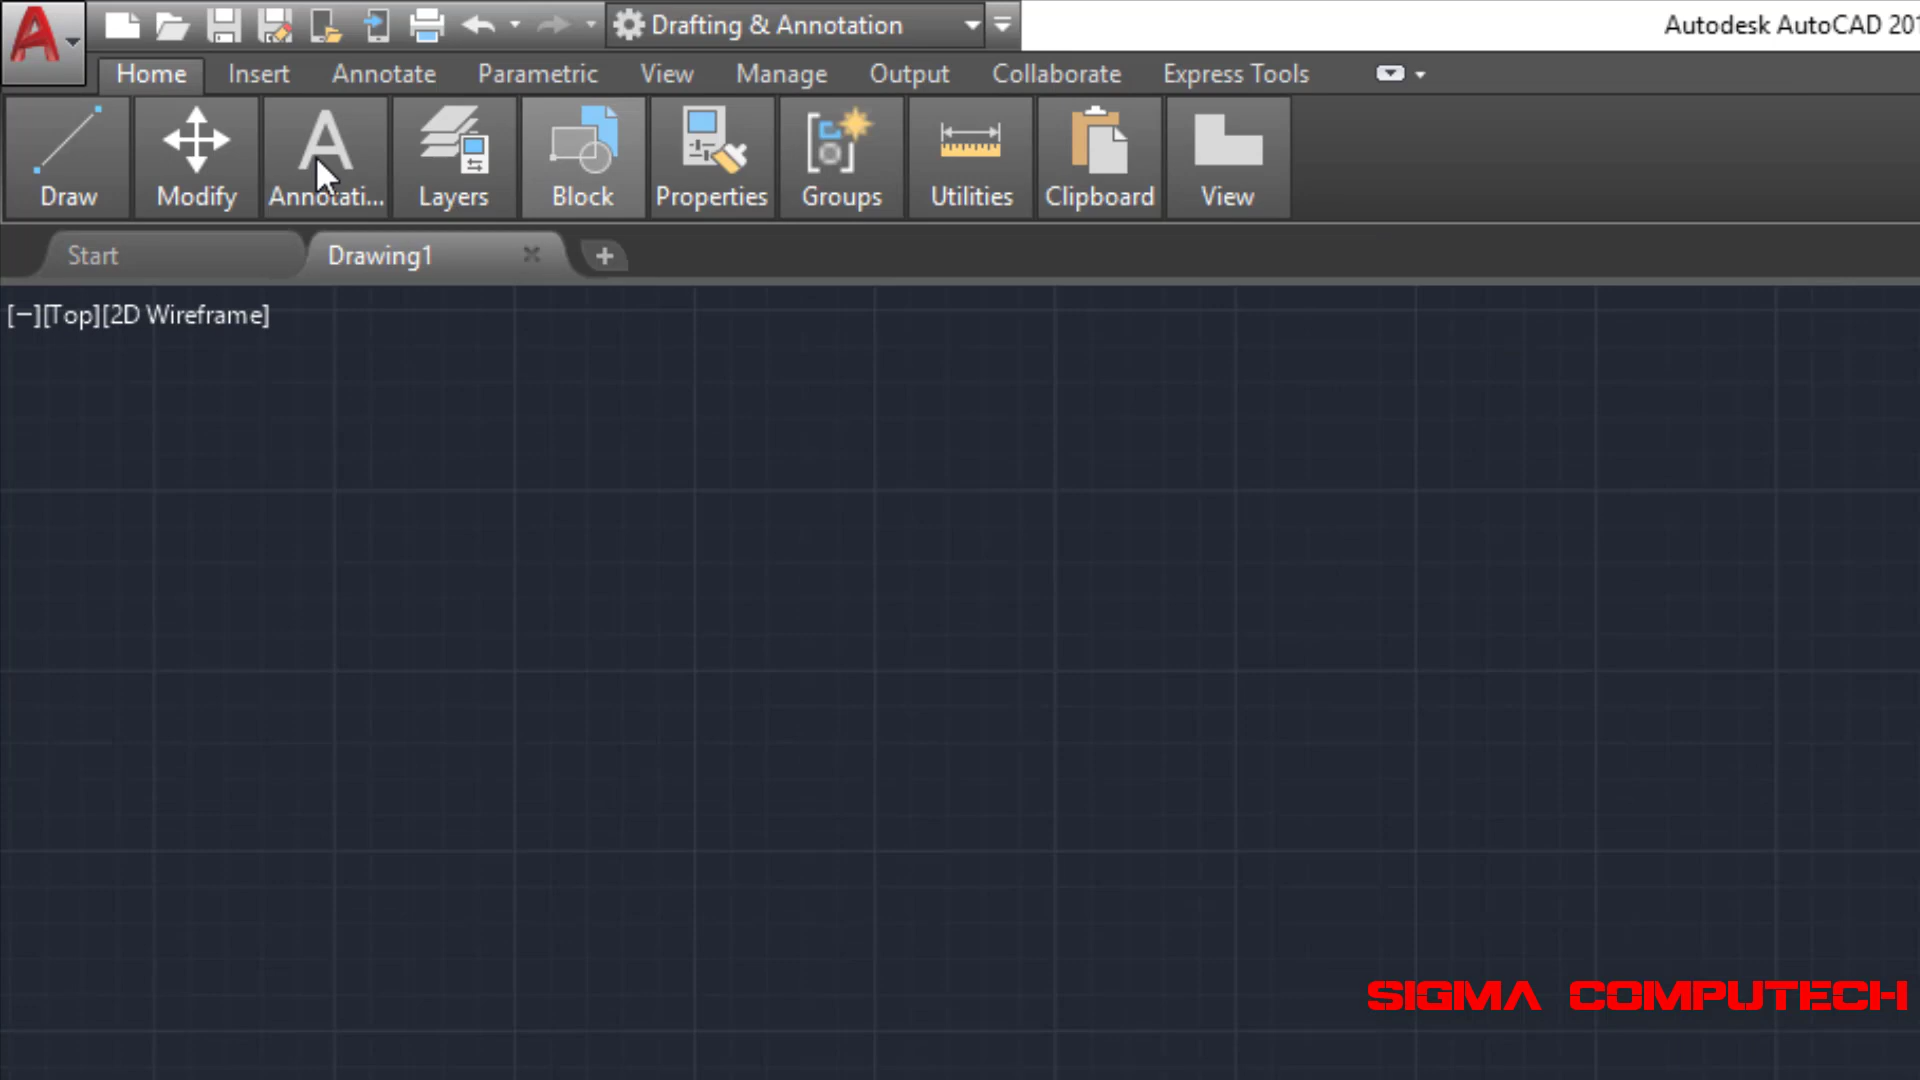 Drafting & Annotation
Autodesk AutoCAD 201
Home Insert Annotate Parametric View Manage Output Collaborate Express Tools
Draw Modify Annotati... Layers Block Properties Groups Utilities Clipboard View
Start Drawing1
[−][Top][2D Wireframe]
SIGMA COMPUTECH